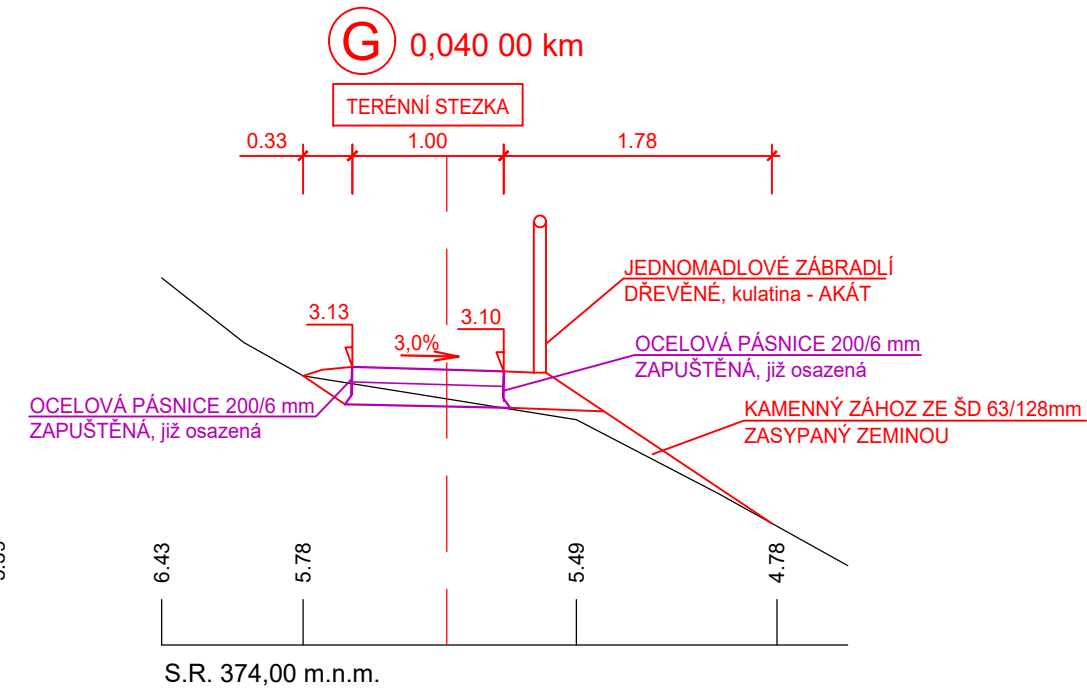 G 0,040 00 km
TERÉNNÍ STEZKA
0.33 1.00 1.78
JEDNOMADLOVÉ ZÁBRADLÍ
DŘEVĚNÉ, kulatina - AKÁT
3.13 3.10
3,0%
OCELOVÁ PÁSNICE 200/6 mm
ZAPUŠTĚNÁ, již osazená
OCELOVÁ PÁSNICE 200/6 mm
ZAPUŠTĚNÁ, již osazená
KAMENNÝ ZÁHOZ ZE ŠD 63/128mm
ZASYPANÝ ZEMINOU
6.43 5.78 5.49 4.78
S.R. 374,00 m.n.m.